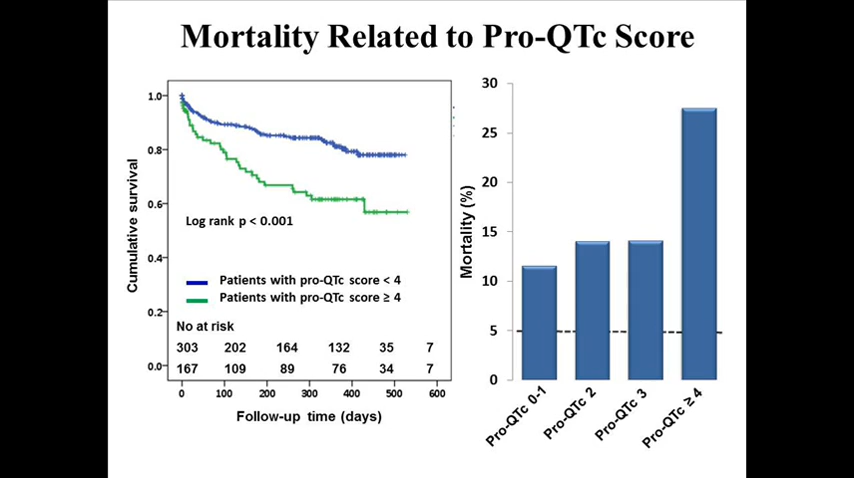 Mortality Related to Pro-QTc Score
1.0
0.8
0.6
0.4
0.2
0.0
Cumulative survival
Log rank p < 0.001
Patients with pro-QTc score < 4
Patients with pro-QTc score ≥ 4
No at risk
303 202 164 132 35 7
167 109 89 76 34 7
0 100 200 300 400 500 600
Follow-up time (days)
30
25
20
15
10
5
0
Mortality (%)
Pro-QTc 0-1
Pro-QTc 2
Pro-QTc 3
Pro-QTc ≥ 4